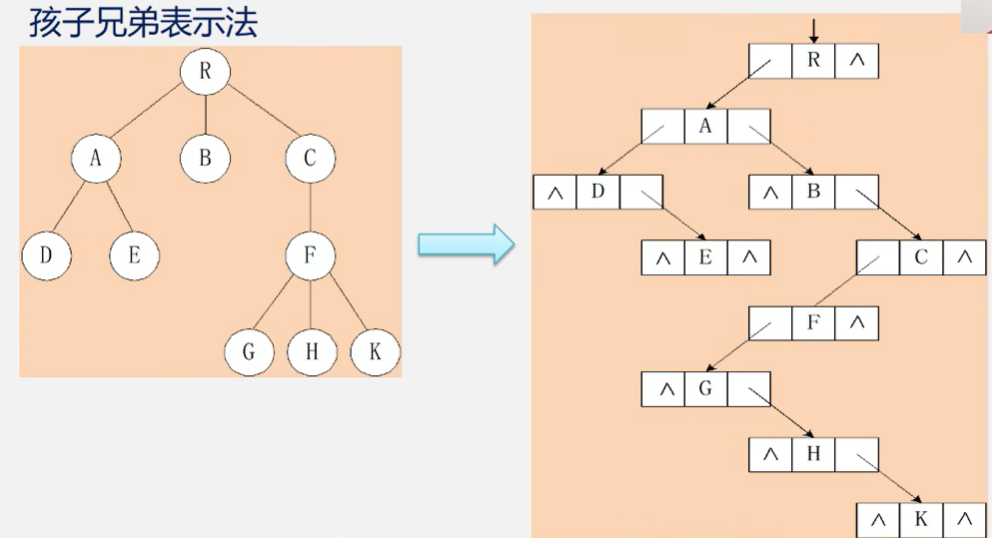 孩子兄弟表示法
R
A B C
D E F
G H K
R ∧
A
∧ D ∧ B
∧ E ∧ C ∧
F ∧
∧ G
∧ H
∧ K ∧